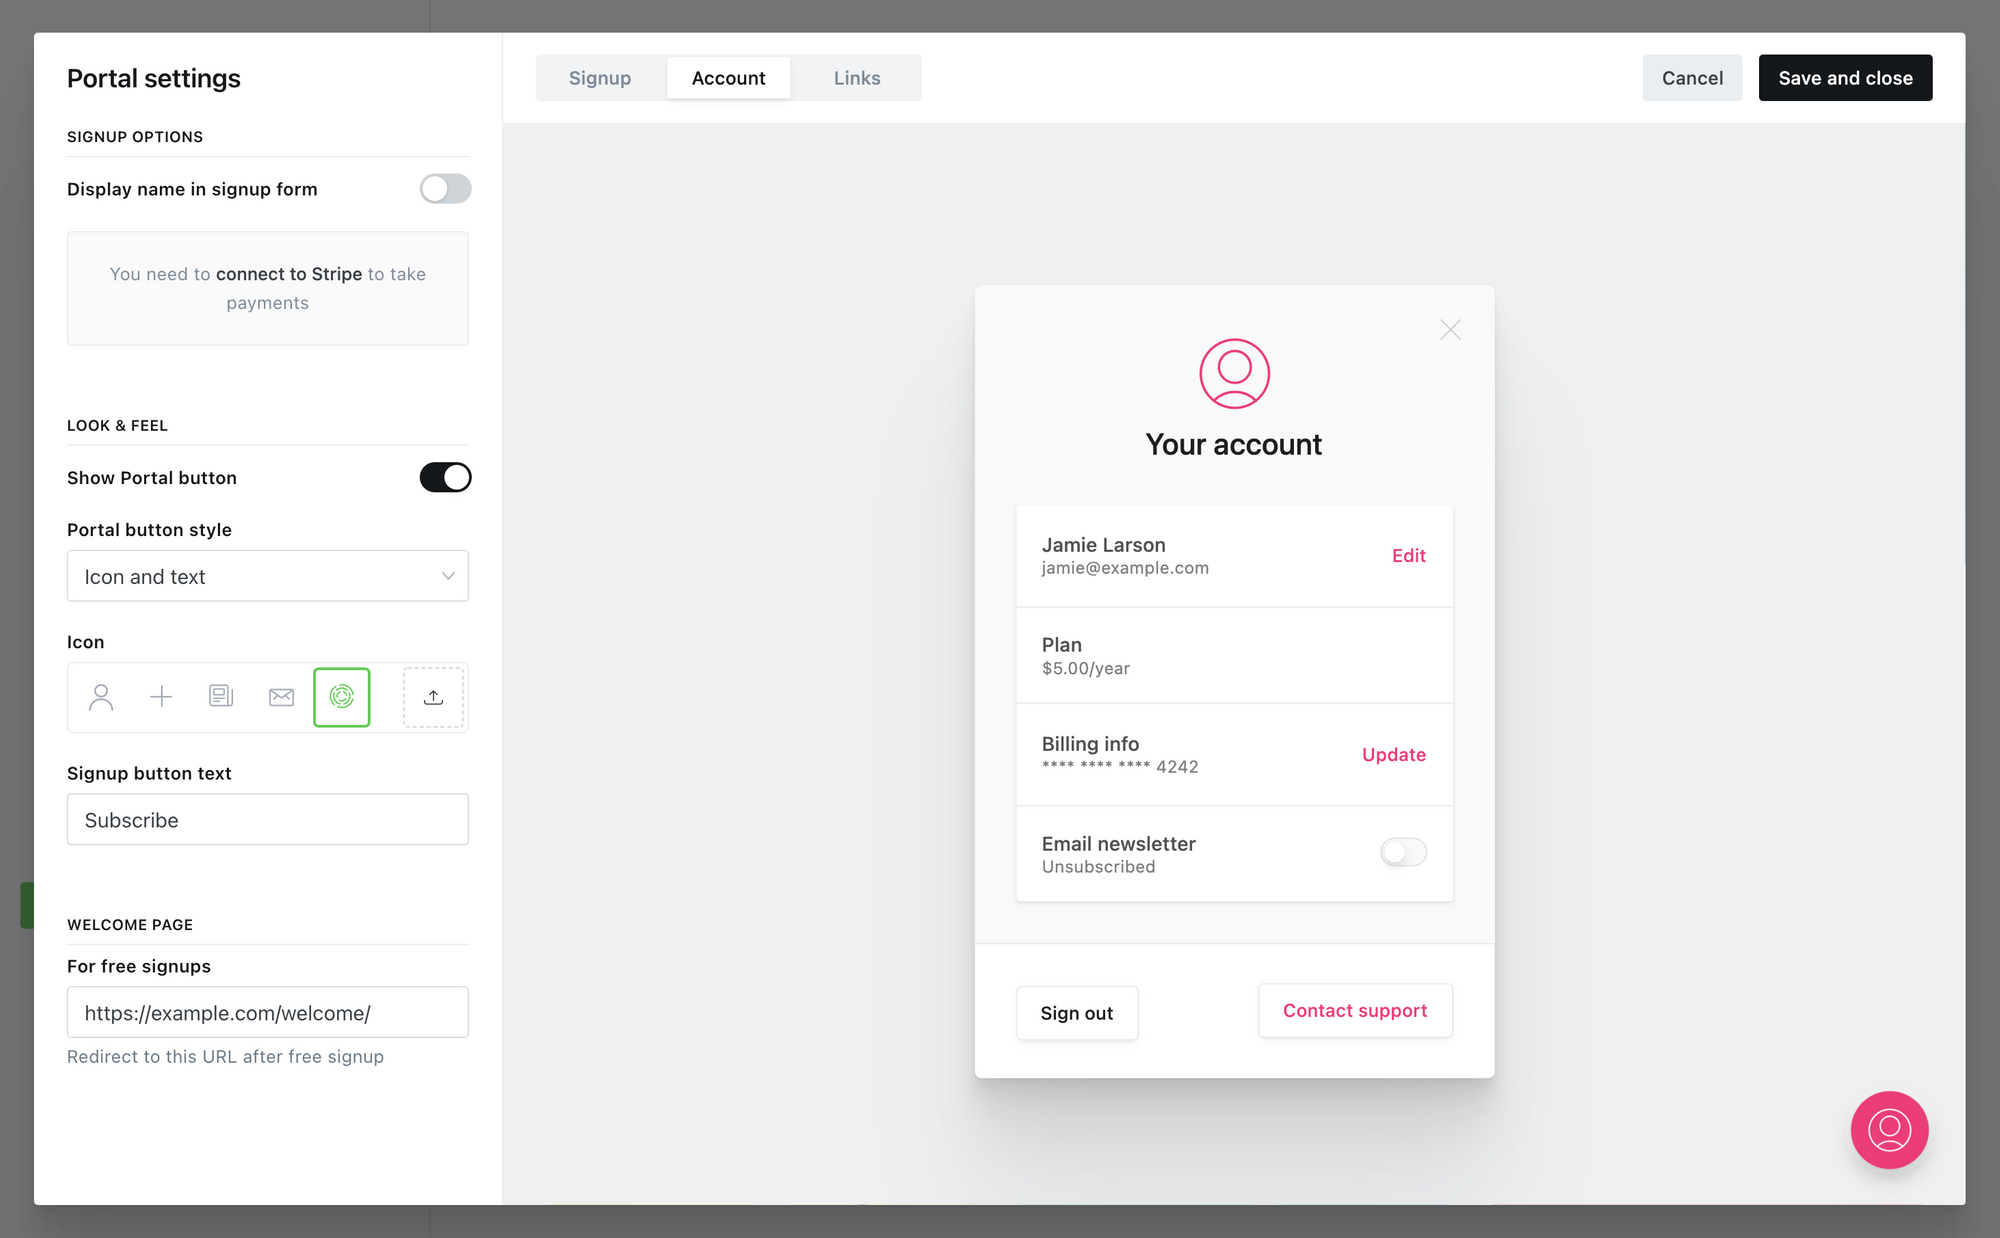 Portal settings
SIGNUP OPTIONS
Display name in signup form
You need to connect to Stripe to take
payments
LOOK & FEEL
Show Portal button
Portal button style
Icon and text
Icon
Signup button text
Subscribe
WELCOME PAGE
For free signups
https://example.com/welcome/
Redirect to this URL after free signup
Signup Account Links
Cancel Save and close
Your account
Jamie Larson
jamie@example.com
Edit
Plan
$5.00/year
Billing info
**** **** **** 4242
Update
Email newsletter
Unsubscribed
Sign out Contact support